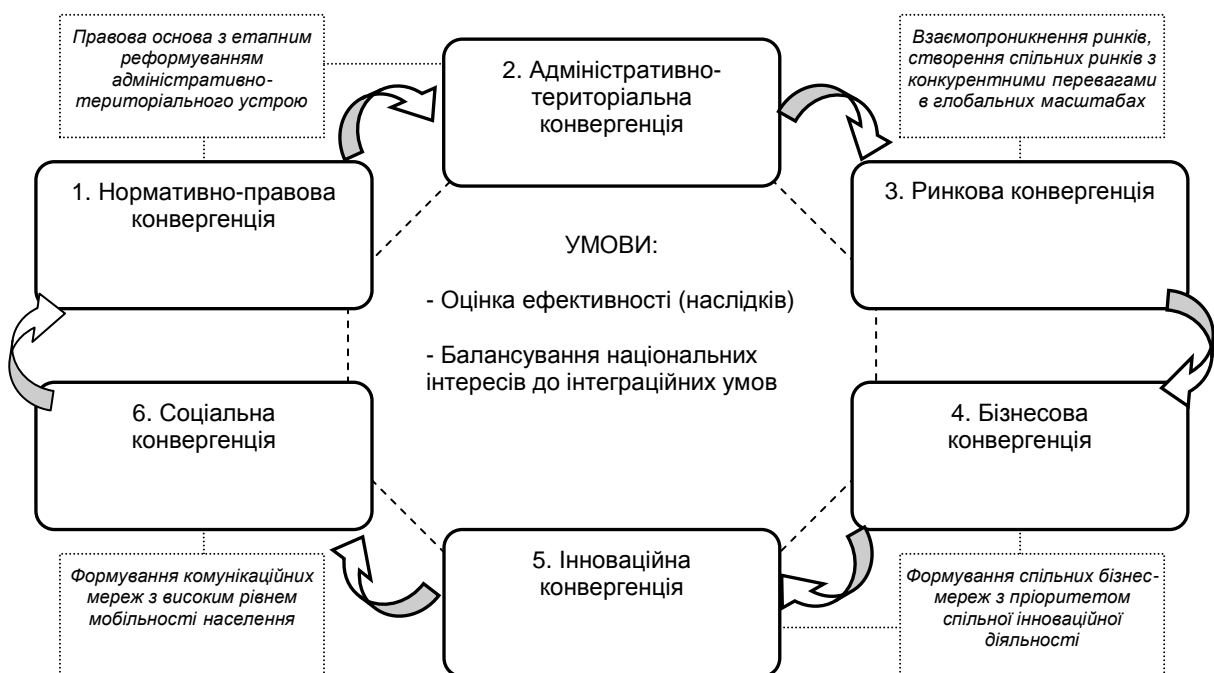 Правова основа з етапним
реформуванням
адміністративно-
територіального устрою
2. Адміністративно-
територіальна
конвергенція
Взаємопроникнення ринків,
створення спільних ринків з
конкурентними перевагами
в глобальних масштабах
1. Нормативно-правова
конвергенція
3. Ринкова конвергенція
УМОВИ:
- Оцінка ефективності (наслідків)
- Балансування національних
інтересів до інтеграційних умов
6. Соціальна
конвергенція
4. Бізнесова
конвергенція
5. Інноваційна
конвергенція
Формування комунікаційних
мереж з високим рівнем
мобільності населення
Формування спільних бізнес-
мереж з пріоритетом
спільної інноваційної
діяльності